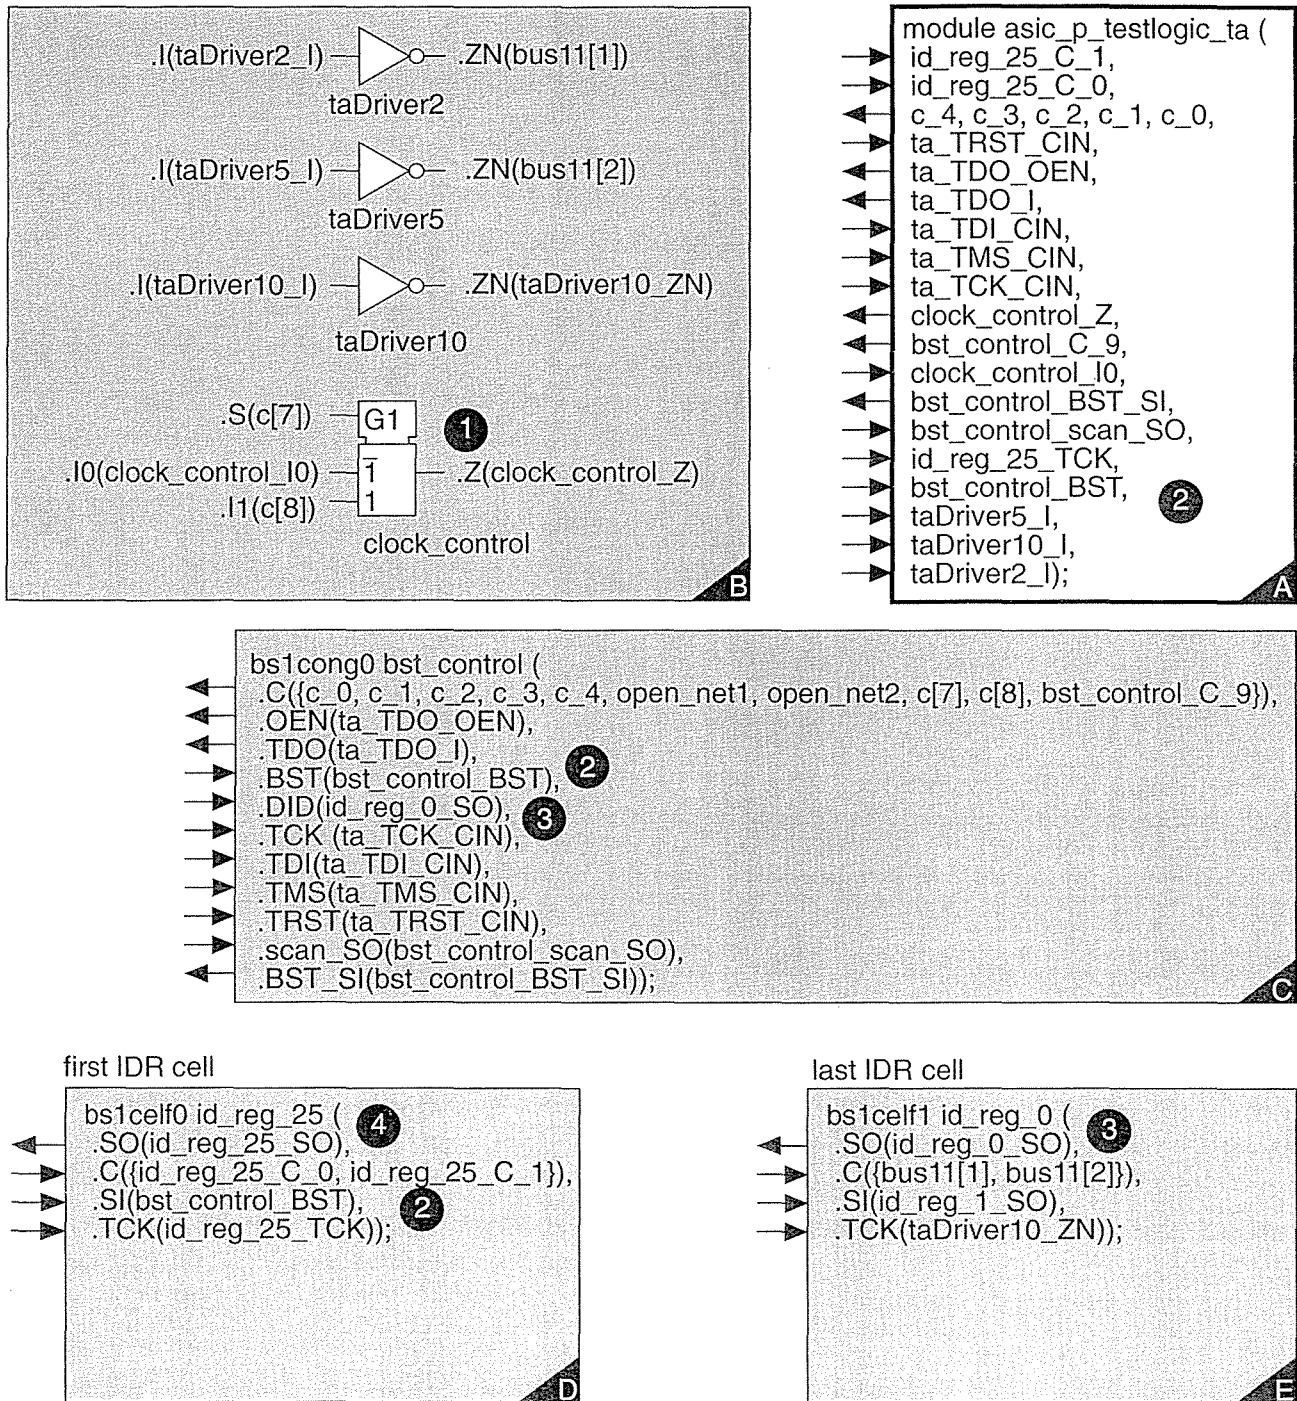 .I(taDriver2_I)
.ZN(bus11[1])
taDriver2
.I(taDriver5_I)
.ZN(bus11[2])
taDriver5
.I(taDriver10_I)
.ZN(taDriver10_ZN)
taDriver10
.S(c[7])
G1
1
.I0(clock_control_I0)
1
.Z(clock_control_Z)
.I1(c[8])
1
clock_control
B
module asic_p_testlogic_ta (
id_reg_25_C_1,
id_reg_25_C_0,
c_4, c_3, c_2, c_1, c_0,
ta_TRST_CIN,
ta_TDO_OEN,
ta_TDO_I,
ta_TDI_CIN,
ta_TMS_CIN,
ta_TCK_CIN,
clock_control_Z,
bst_control_C_9,
clock_control_I0,
bst_control_BST_SI,
bst_control_scan_SO,
id_reg_25_TCK,
bst_control_BST,
2
taDriver5_I,
taDriver10_I,
taDriver2_I);
A
bs1cong0 bst_control (
.C({c_0, c_1, c_2, c_3, c_4, open_net1, open_net2, c[7], c[8], bst_control_C_9}),
.OEN(ta_TDO_OEN),
.TDO(ta_TDO_I),
.BST(bst_control_BST),
2
.DID(id_reg_0_SO),
3
.TCK (ta_TCK_CIN),
.TDI(ta_TDI_CIN),
.TMS(ta_TMS_CIN),
.TRST(ta_TRST_CIN),
.scan_SO(bst_control_scan_SO),
.BST_SI(bst_control_BST_SI));
C
first IDR cell
bs1celf0 id_reg_25 (
4
.SO(id_reg_25_SO),
.C({id_reg_25_C_0, id_reg_25_C_1}),
.SI(bst_control_BST),
2
.TCK(id_reg_25_TCK));
D
last IDR cell
bs1celf1 id_reg_0 (
3
.SO(id_reg_0_SO),
.C({bus11[1], bus11[2]}),
.SI(id_reg_1_SO),
.TCK(taDriver10_ZN));
E